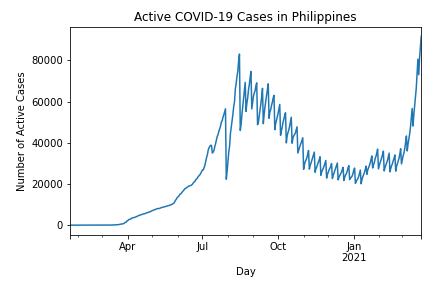 Active COVID-19 Cases in Philippines
Number of Active Cases
80000
60000
40000
20000
0
Apr
Jul
Oct
Jan
2021
Day